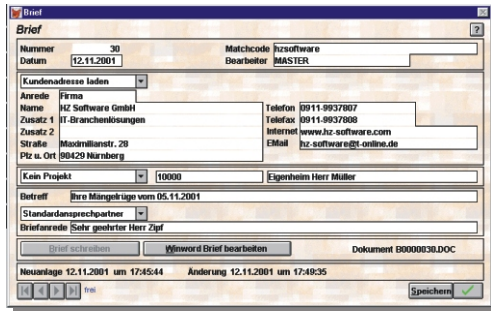 Brief
Brief ?
Nummer 30 Matchcode hzsoftware
Datum 12.11.2001 Bearbeiter MASTER
Kundenadresse laden
Anrede Firma
Name HZ Software GmbH Telefon 0911-9937807
Zusatz 1 IT-Branchenlösungen Telefax 0911-9937808
Zusatz 2 Internet www.hz-software.com
Straße Maximilianstr. 28 EMail hz-software@t-online.de
Plz u. Ort 90429 Nürnberg
Kein Projekt 10000 Eigenheim Herr Müller
Betreff Ihre Mängelrüge vom 05.11.2001
Standardansprechpartner
Briefanrede Sehr geehrter Herr Zipf
Brief schreiben Winword Brief bearbeiten Dokument B0000030.DOC
Neuanlage 12.11.2001 um 17:45:44 Änderung 12.11.2001 um 17:49:35
frei Speichern